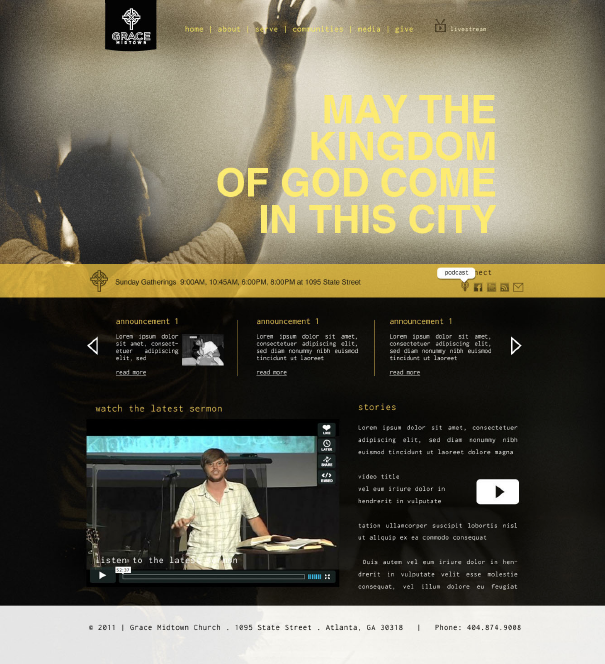 GRACE
MIDTOWN
home | about | serve | communities | media | give
livestream
MAY THE
KINGDOM
OF GOD COME
IN THIS CITY
podcast
nect
Sunday Gatherings 9:00AM, 10:45AM, 6:00PM, 8:00PM at 1095 State Street
announcement 1
Lorem ipsum dolor
sit amet, consect-
etuer adipiscing
elit, sed
read more
announcement 1
Lorem ipsum dolor sit amet,
consectetuer adipiscing elit,
sed diam nonummy nibh euismod
tincidunt ut laoreet
read more
announcement 1
Lorem ipsum dolor sit amet,
consectetuer adipiscing elit,
sed diam nonummy nibh euismod
tincidunt ut laoreet
read more
watch the latest sermon
LIKE
LATER
SHARE
EMBED
listen to the latest sermon
stories
Lorem ipsum dolor sit amet, consectetuer
adipiscing elit, sed diam nonummy nibh
euismod tincidunt ut laoreet dolore magna
video title
vel eum iriure dolor in
hendrerit in vulputate
tation ullamcorper suscipit lobortis nisl
ut aliquip ex ea commodo consequat
Quis autem vel eum iriure dolor in hen-
drerit in vulputate velit esse molestie
consequat, vel illum dolore eu feugiat
© 2011 | Grace Midtown Church . 1095 State Street . Atlanta, GA 30318 | Phone: 404.874.9008